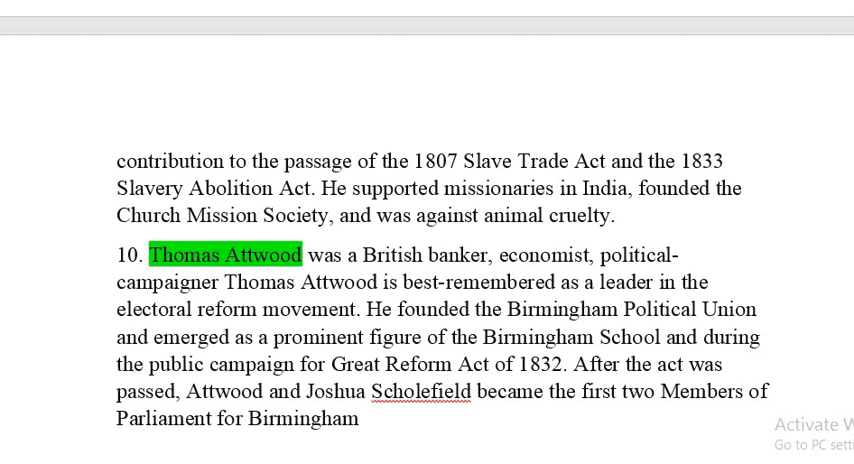 contribution to the passage of the 1807 Slave Trade Act and the 1833
Slavery Abolition Act. He supported missionaries in India, founded the
Church Mission Society, and was against animal cruelty.
10. Thomas Attwood was a British banker, economist, political-
campaigner Thomas Attwood is best-remembered as a leader in the
electoral reform movement. He founded the Birmingham Political Union
and emerged as a prominent figure of the Birmingham School and during
the public campaign for Great Reform Act of 1832. After the act was
passed, Attwood and Joshua Scholefield became the first two Members of
Parliament for Birmingham
Activate W
Go to PC setti